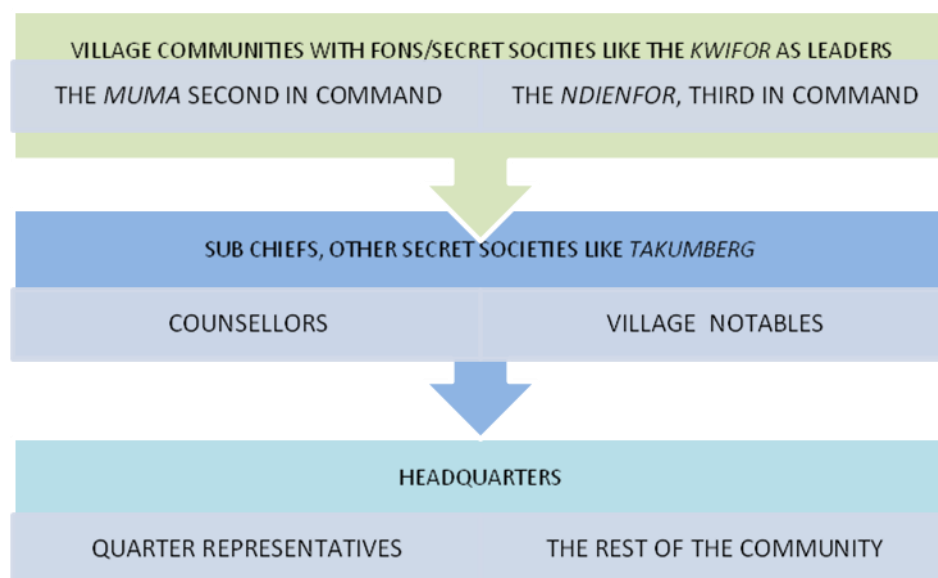 VILLAGE COMMUNITIES WITH FONS/SECRET SOCITIES LIKE THE KWIFOR AS LEADERS
THE MUMA SECOND IN COMMAND
THE NDIENFOR, THIRD IN COMMAND
SUB CHIEFS, OTHER SECRET SOCIETIES LIKE TAKUMBERG
COUNSELLORS
VILLAGE NOTABLES
HEADQUARTERS
QUARTER REPRESENTATIVES
THE REST OF THE COMMUNITY